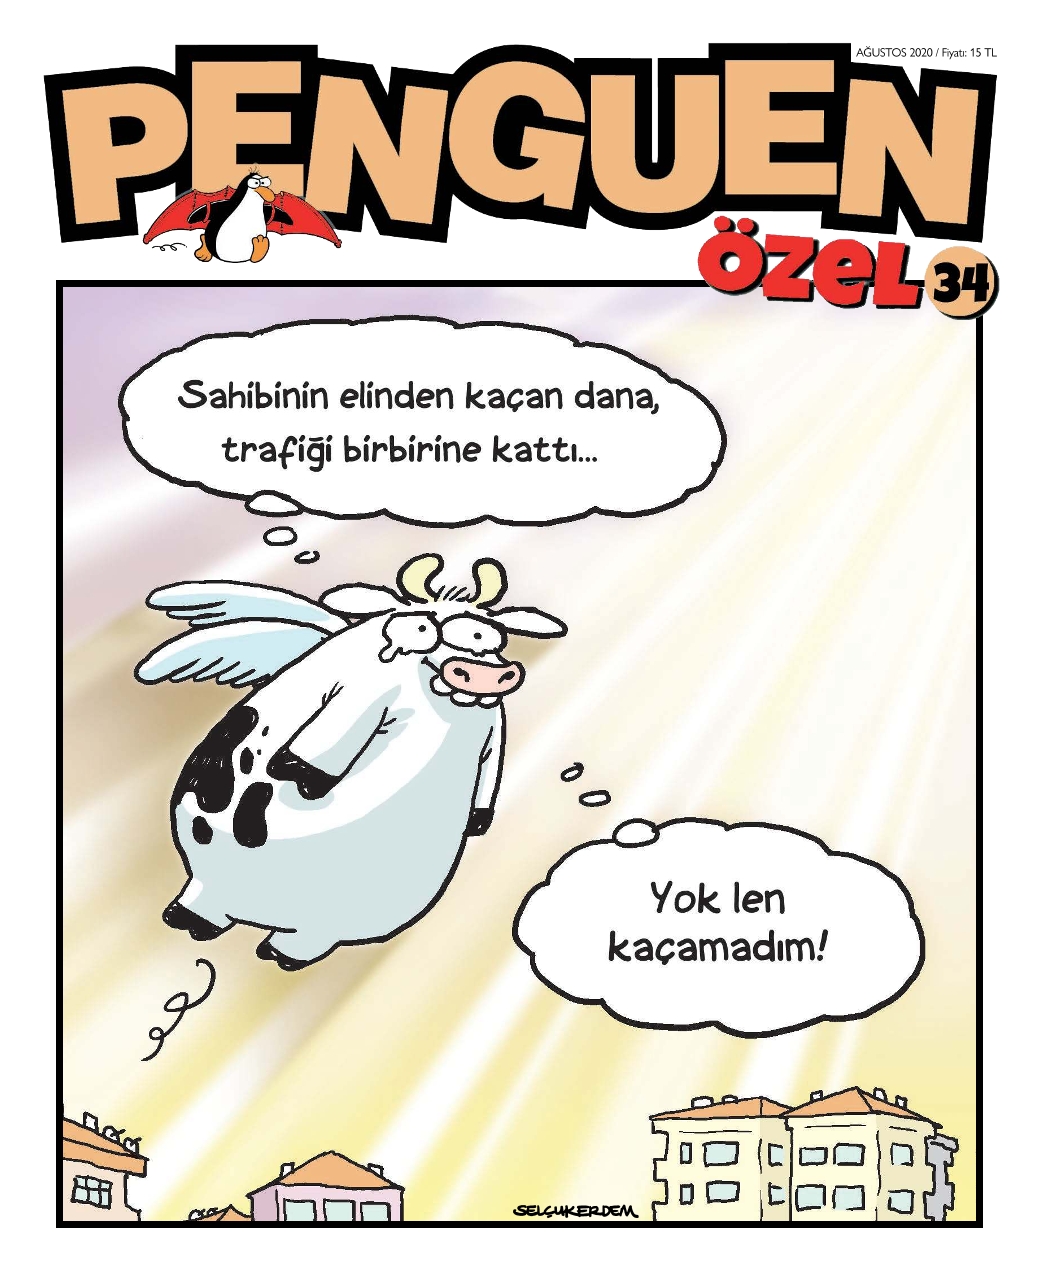 AĞUSTOS 2020 / Fiyatı: 15 TL
PENGUEN
özel 34
Sahibinin elinden kaçan dana,
trafiği birbirine kattı...
Yok len
kaçamadım!
SELÇUKERDEM